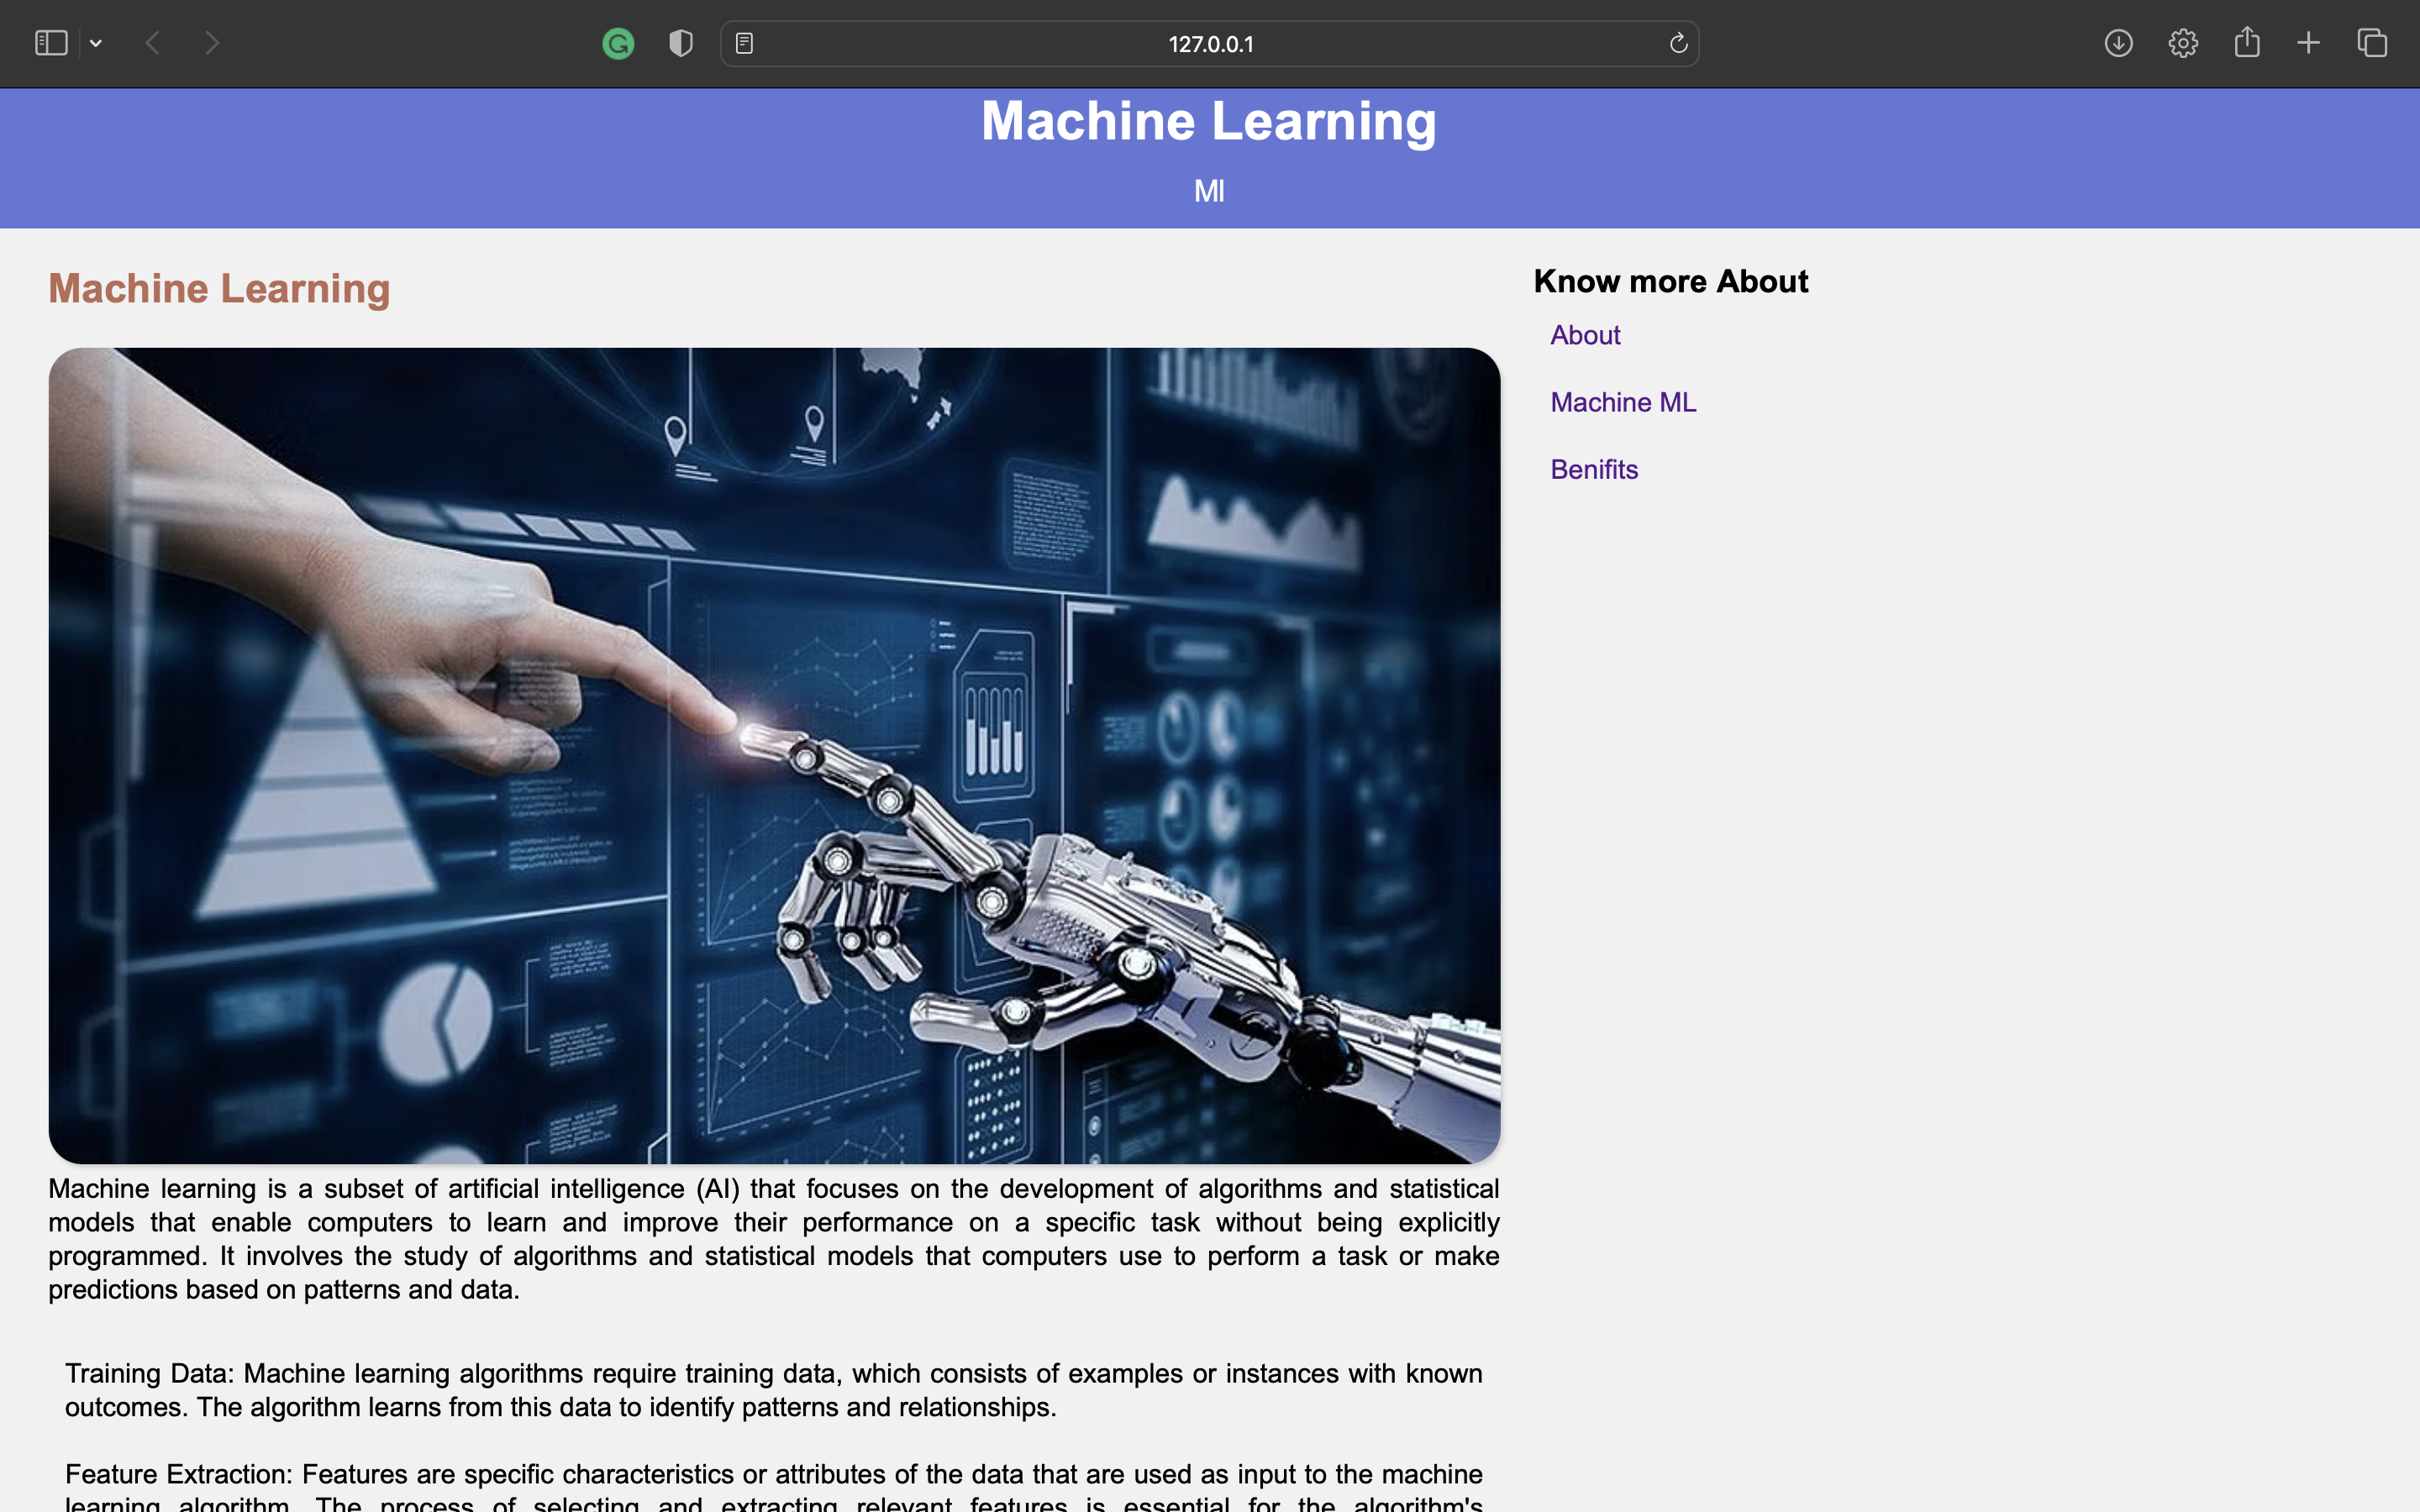 127.0.0.1
Machine Learning
Ml
Machine Learning
Know more About
About
Machine ML
Benifits
Machine learning is a subset of artificial intelligence (AI) that focuses on the development of algorithms and statistical
models that enable computers to learn and improve their performance on a specific task without being explicitly
programmed. It involves the study of algorithms and statistical models that computers use to perform a task or make
predictions based on patterns and data.
Training Data: Machine learning algorithms require training data, which consists of examples or instances with known
outcomes. The algorithm learns from this data to identify patterns and relationships.
Feature Extraction: Features are specific characteristics or attributes of the data that are used as input to the machine
learning algorithm. The process of selecting and extracting relevant features is essential for the algorithm's